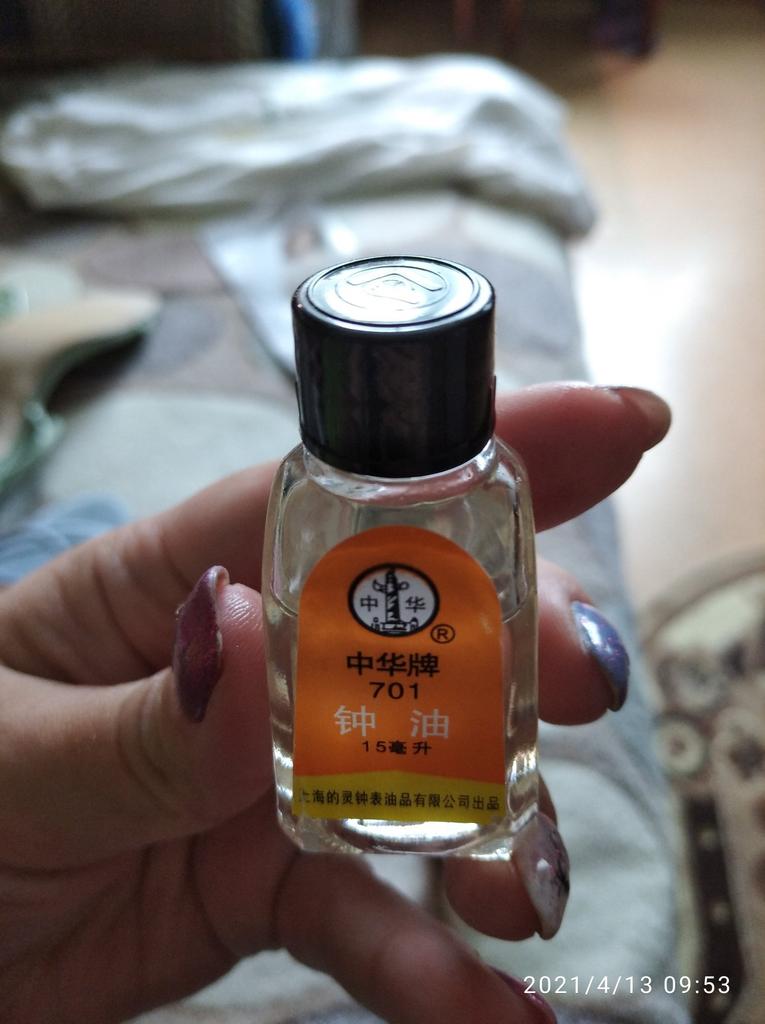 中 华
®
中华牌
701
钟 油
15毫升
上海的灵钟表油品有限公司出品
2021/4/13 09:53